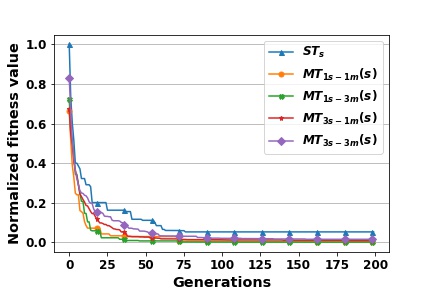 Normalized fitness value
1.0
0.8
0.6
0.4
0.2
0.0
ST_s
MT_{1s-1m}(s)
MT_{1s-3m}(s)
MT_{3s-1m}(s)
MT_{3s-3m}(s)
0 25 50 75 100 125 150 175 200
Generations